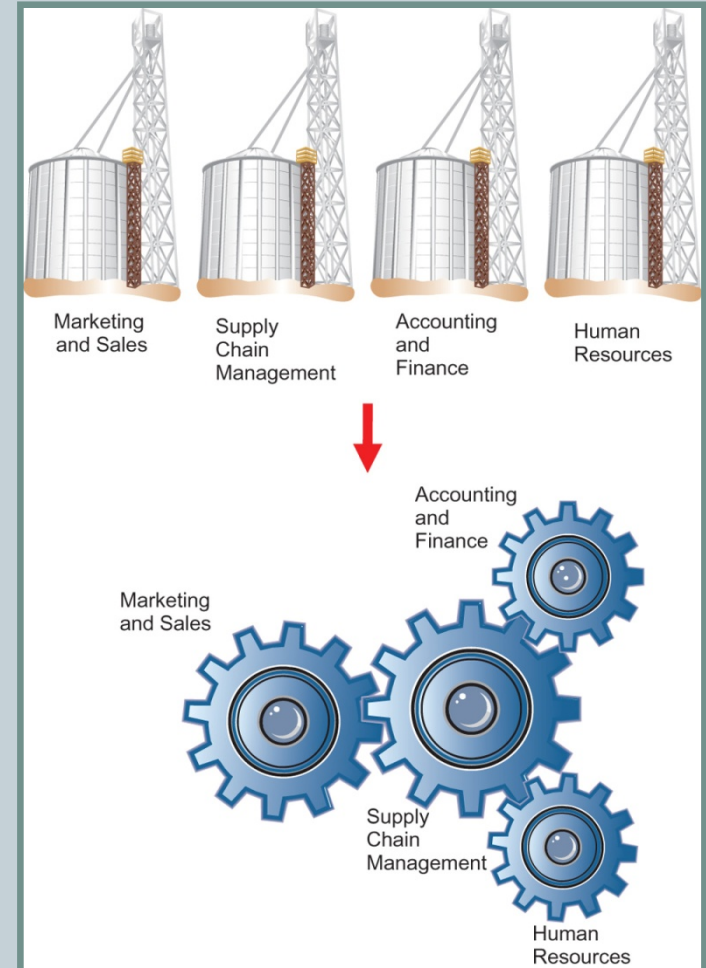 Marketing
and Sales
Supply
Chain
Management
Accounting
and
Finance
Human
Resources
Accounting
and
Finance
Marketing
and Sales
Supply
Chain
Management
Human
Resources